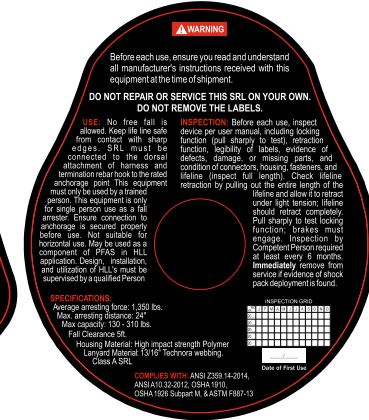 WARNING
Before each use, ensure you read and understand
all manufacturer's instructions received with this
equipment at the time of shipment.
DO NOT REPAIR OR SERVICE THIS SRL ON YOUR OWN.
DO NOT REMOVE THE LABELS.
USE: No free fall is
allowed. Keep life line safe
from contact with sharp
edges. SRL must be
connected to the dorsal
attachment of harness and
termination rebar hook to the rated
anchorage point This equipment
must only be used by a trained
person. This equipment is only
for single person use as a fall
arrester. Ensure connection to
anchorage is secured properly
before use. Not suitable for
horizontal use. May be used as a
component of PFAS in HLL
application. Design, installation,
and utilization of HLL's must be
supervised by a qualified Person
INSPECTION: Before each use, inspect
device per user manual, including locking
function (pull sharply to test), retraction
function, legibility of labels, evidence of
defects, damage, or missing parts, and
condition of connectors, housing, fasteners, and
lifeline (inspect full length). Check lifeline
retraction by pulling out the entire length of the
lifeline and allow it to retract
under light tension; lifeline
should retract completely.
Pull sharply to test locking
function; brakes must
engage. Inspection by
Competent Person required
at least every 6 months.
Immediately remove from
service if evidence of shock
pack deployment is found.
SPECIFICATIONS:
Average arresting force: 1,350 lbs.
Max. arresting distance: 24"
Max capacity: 130 - 310 lbs.
Fall Clearance 5ft.
Housing Material: High impact strength Polymer
Lanyard Material: 13/16" Technora webbing.
Class A SRL
INSPECTION GRID
J F M A M J J A S O N D
Date of First Use
COMPLIES WITH: ANSI Z359.14-2014,
ANSI A10.32-2012, OSHA 1910,
OSHA 1926 Subpart M, & ASTM F887-13